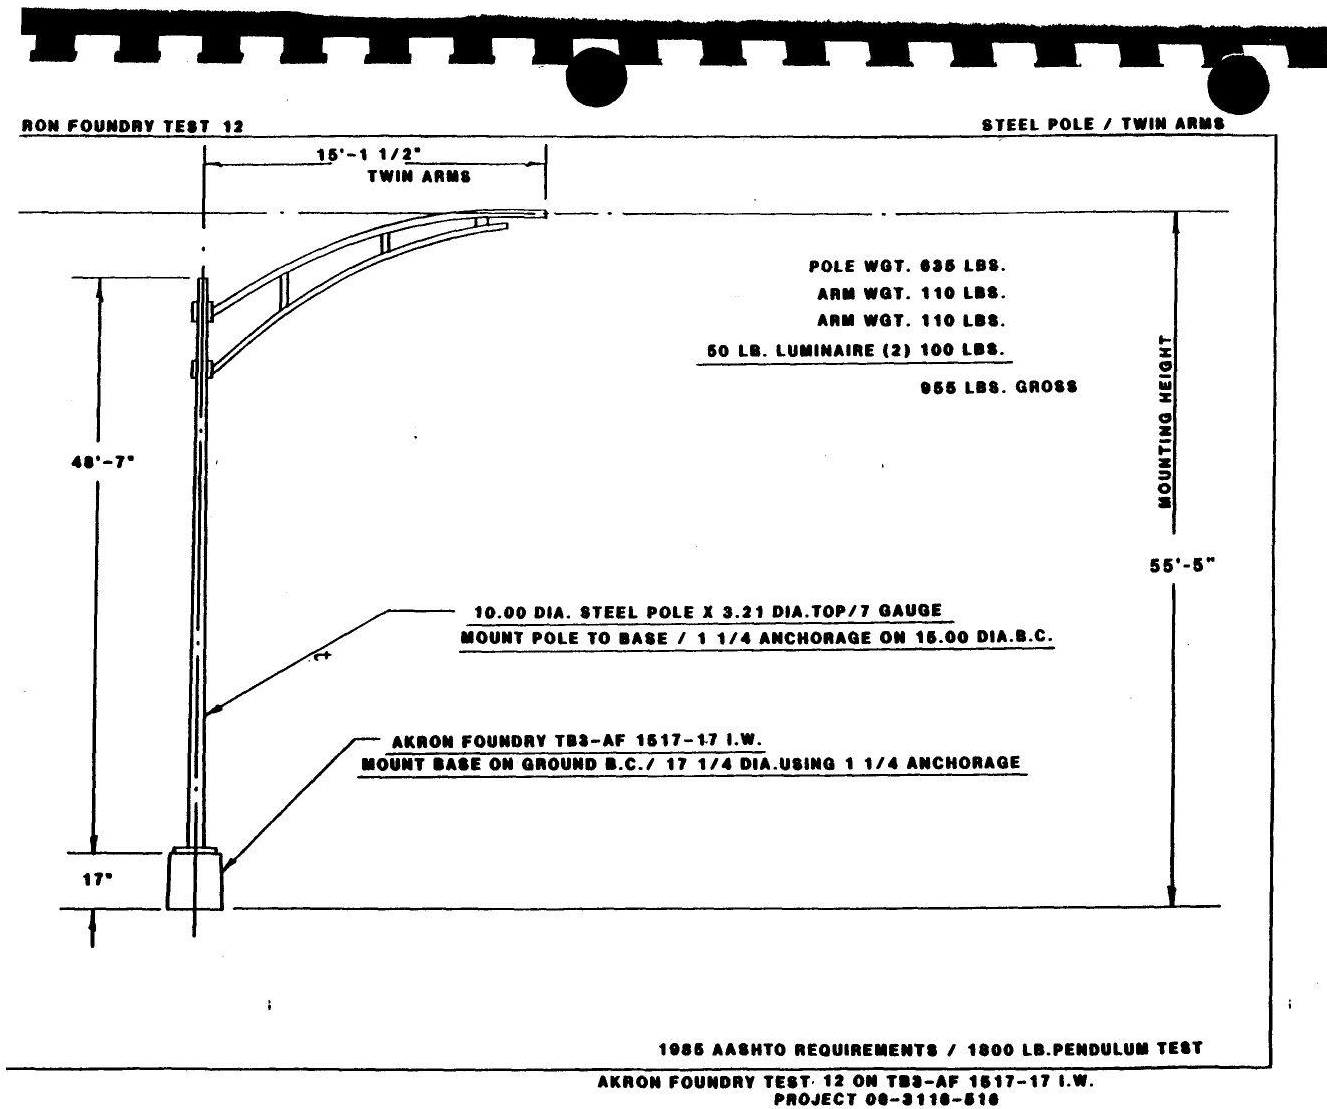 RON FOUNDRY TEST 12
STEEL POLE / TWIN ARMS
15'-1 1/2"
TWIN ARMS
POLE WGT. 635 LBS.
ARM WGT. 110 LBS.
ARM WGT. 110 LBS.
50 LB. LUMINAIRE (2) 100 LBS.
955 LBS. GROSS
MOUNTING HEIGHT
48'-7"
55'-5"
10.00 DIA. STEEL POLE X 3.21 DIA.TOP/7 GAUGE
MOUNT POLE TO BASE / 1 1/4 ANCHORAGE ON 15.00 DIA.B.C.
AKRON FOUNDRY TB3-AF 1517-17 I.W.
MOUNT BASE ON GROUND B.C./ 17 1/4 DIA.USING 1 1/4 ANCHORAGE
17"
1985 AASHTO REQUIREMENTS / 1800 LB.PENDULUM TEST
AKRON FOUNDRY TEST 12 ON TB3-AF 1517-17 I.W.
PROJECT 06-3116-516